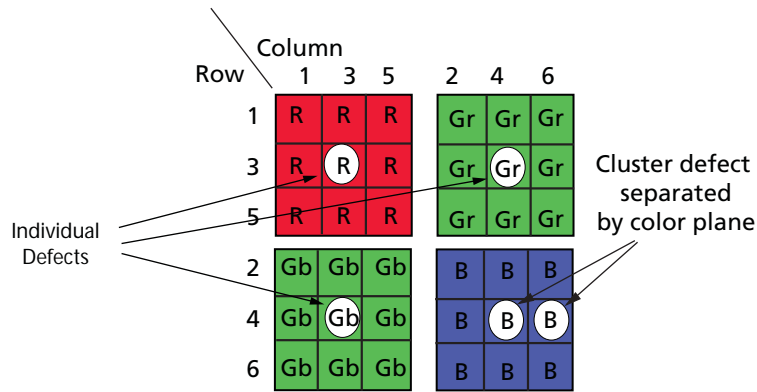 Column
Row 1 3 5 2 4 6
1 R R R Gr Gr Gr
3 R R R Gr Gr Gr
5 R R R Gr Gr Gr
Cluster defect
separated
by color plane
Individual
Defects
2 Gb Gb Gb B B B
4 Gb Gb Gb B B B
6 Gb Gb Gb B B B